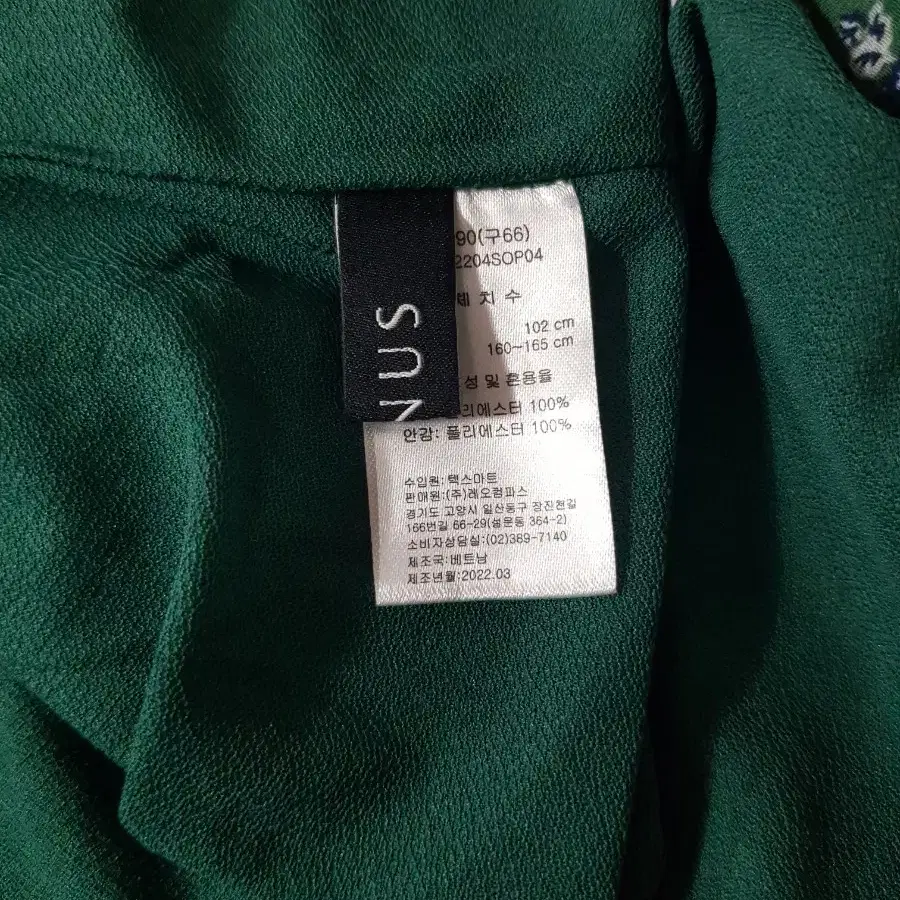 NUS
90(구66)
2204SOP04
체 치 수
102 cm
160~165 cm
성 및 혼용율
폴리에스터 100%
안감: 폴리에스터 100%
수입원: 텍스마트
판매원:(주)레오컴퍼스
경기도 고양시 일산동구 장진천길
166번길 66-29(설문동 364-2)
소비자상담실:(02)389-7140
제조국:베트남
제조년월:2022.03